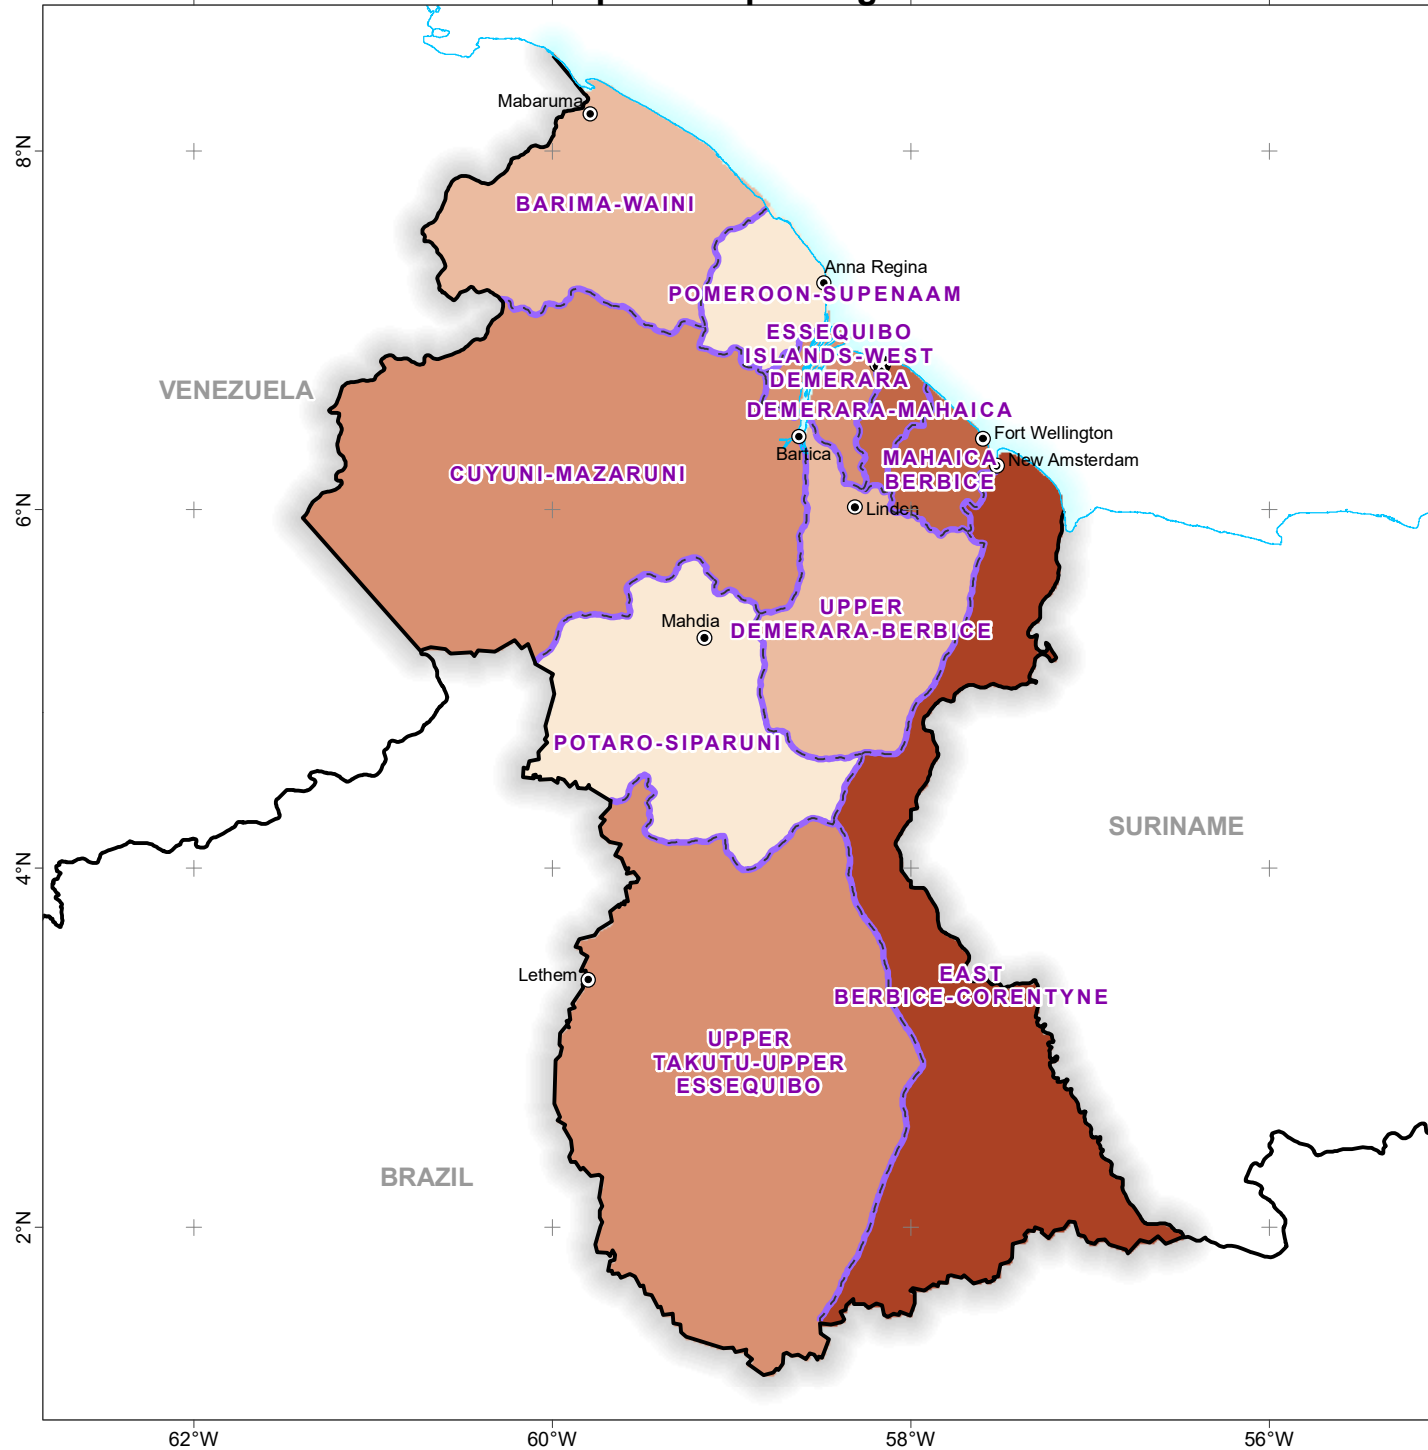 Mabaruma
8°N
BARIMA-WAINI
Anna Regina
POMEROON-SUPENAAM
ESSEQUIBO
ISLANDS-WEST
DEMERARA
VENEZUELA
DEMERARA-MAHAICA
Fort Wellington
Bartica
MAHAICA
BERBICE
New Amsterdam
CUYUNI-MAZARUNI
6°N
Linden
UPPER
DEMERARA-BERBICE
Mahdia
POTARO-SIPARUNI
SURINAME
4°N
Lethem
EAST
BERBICE-CORENTYNE
UPPER
TAKUTU-UPPER
ESSEQUIBO
BRAZIL
2°N
62°W
60°W
58°W
56°W